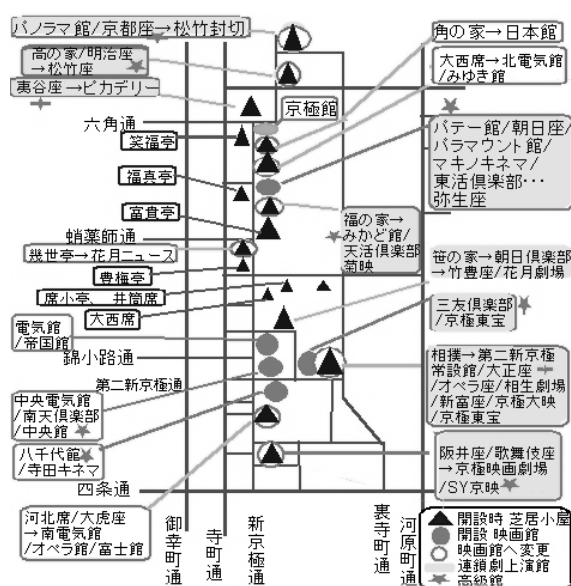 パノラマ館/京都座→松竹封切
高の家/明治座
→松竹座
夷谷座→ピカデリー
六角通
笑福亭
福真亭
富貴亭
蛸薬師通
幾世亭→花月ニュース
豊権亭
席小亭、井筒席
大西席
電気館
/帝国館
錦小路通
第二新京極通
中央電気館
/南天倶楽部
/中央館
八千代館
/寺田キネマ
四条通
河北席/大虎座
→南電気館
/オペラ館/富士館
京極館
角の家→日本館
大西席→北電気館
/みゆき館
パテー館/朝日座/
パラマウント館/
マキノキネマ/
東活倶楽部…
弥生座
福の家→
みかど館/
天活倶楽部
菊映
笹の家→朝日倶楽部
→竹豊座/花月劇場
三友倶楽部
/京極東宝
相撲→第二新京極
常設館/大正座
/オペラ座/相生劇場
/新富座/京極大映
/京極東宝
阪井座/歌舞伎座
→京極映画劇場
/SY京映
御幸町通
寺町通
新京極通
裏寺町通
河原町通
開設時 芝居小屋
開設 映画館
映画館へ変更
連鎖劇上演館
高級館